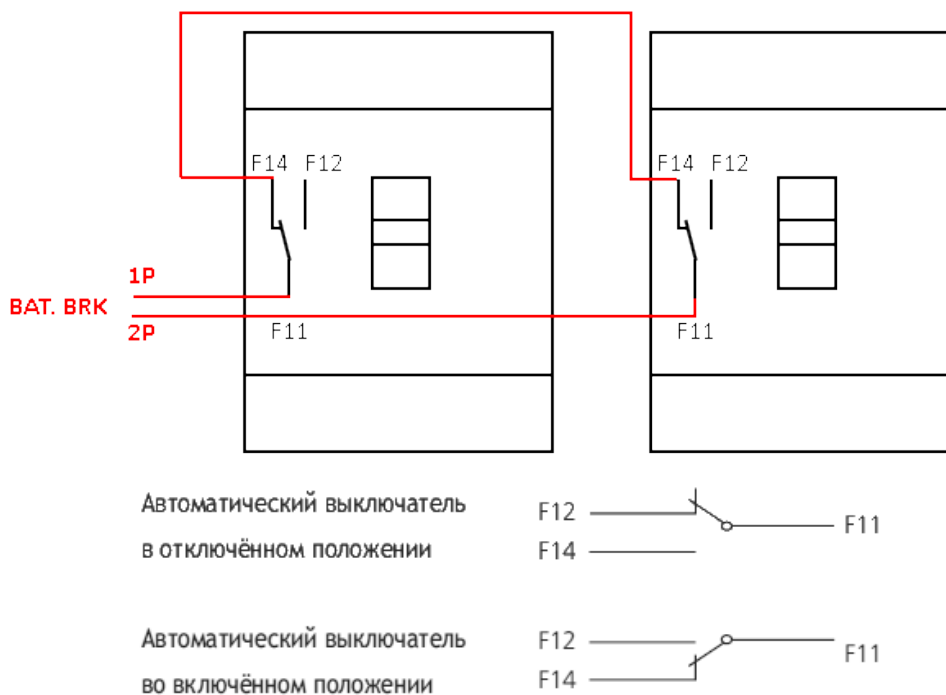 F14 F12
F14 F12
1P
BAT. BRK
2P
F11
F11
Автоматический выключатель
в отключённом положении
F12
F14
F11
Автоматический выключатель
во включённом положении
F12
F14
F11